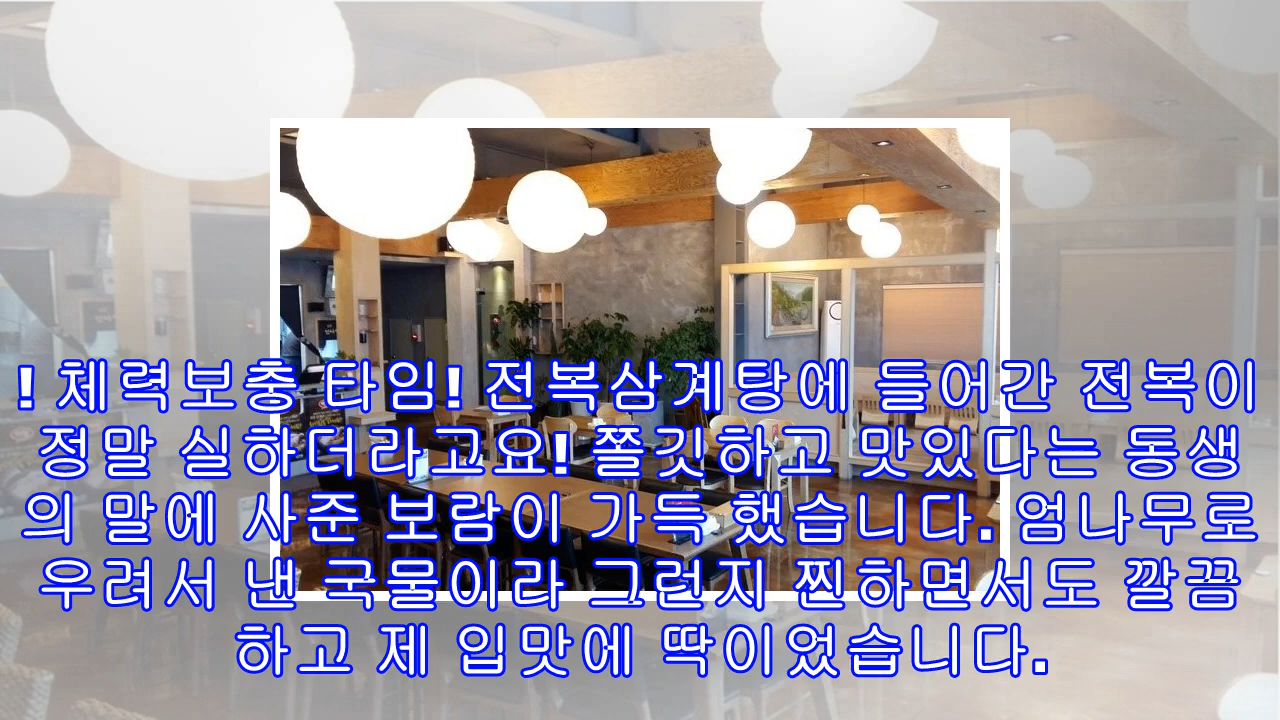 ! 체력보충 타임! 전복삼계탕에 들어간 전복이
정말 실하더라고요! 쫄깃하고 맛있다는 동생
의 말에 사준 보람이 가득 했습니다. 엄나무로
우려서 낸 국물이라 그런지 찐하면서도 깔끔
하고 제 입맛에 딱이었습니다.